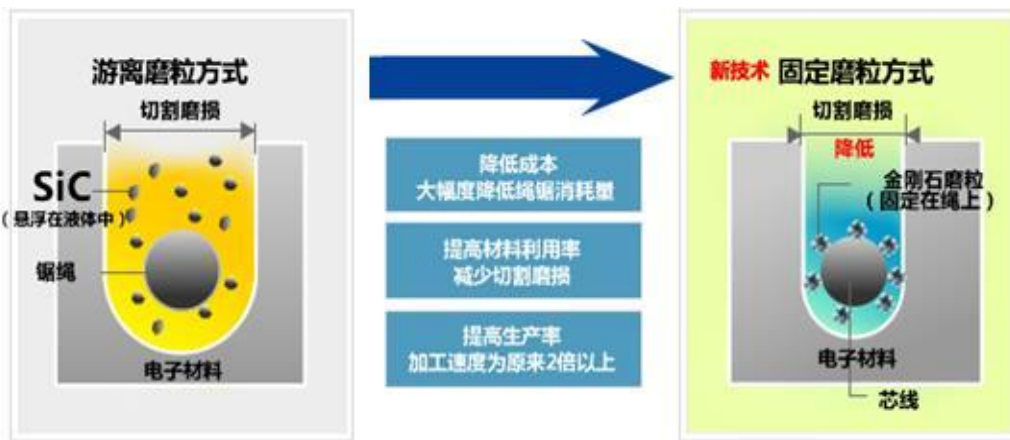 游离磨粒方式
切割磨损
SiC
（悬浮在液体中）
锯绳
电子材料
降低成本
大幅度降低绳锯消耗量
提高材料利用率
减少切割磨损
提高生产率
加工速度为原来2倍以上
新技术 固定磨粒方式
切割磨损
降低
金刚石磨粒
（固定在绳上）
电子材料
芯线